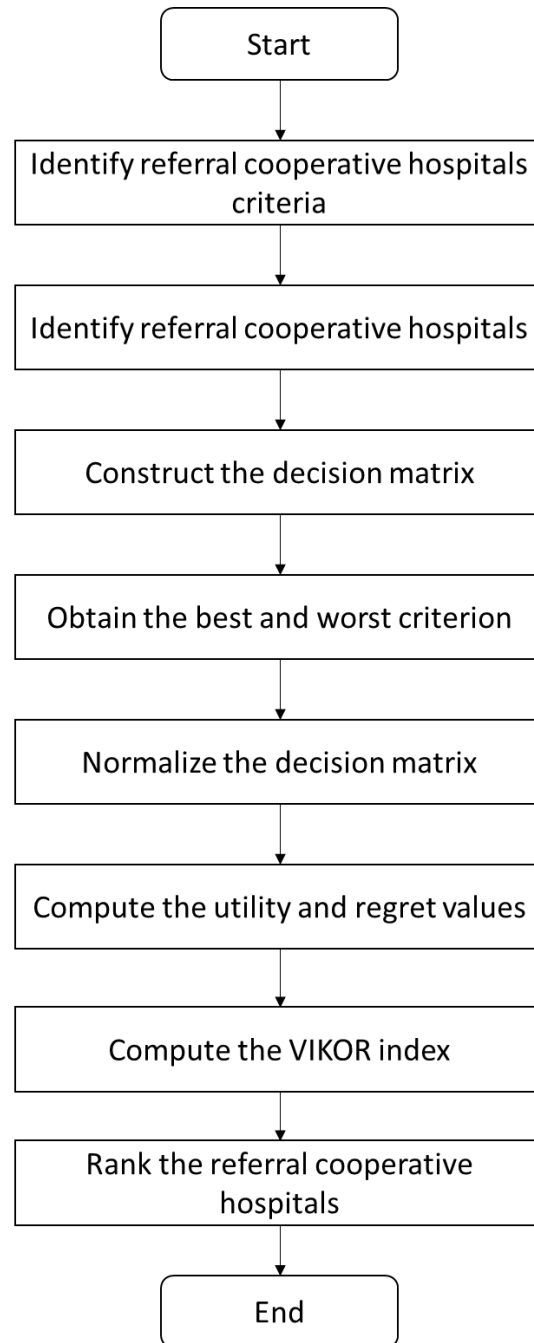 Start
Identify referral cooperative hospitals
criteria
Identify referral cooperative hospitals
Construct the decision matrix
Obtain the best and worst criterion
Normalize the decision matrix
Compute the utility and regret values
Compute the VIKOR index
Rank the referral cooperative
hospitals
End